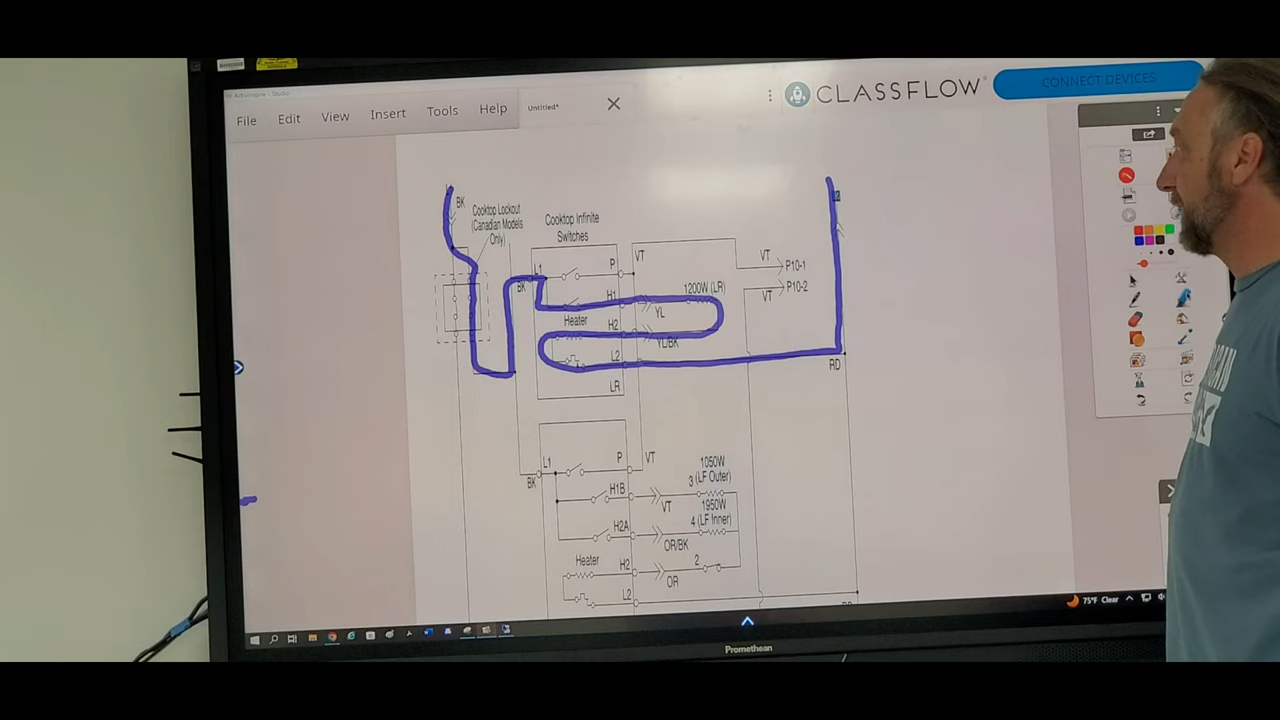 CLASSFLOW
CONNECT DEVICES
File Edit View Insert Tools Help Untitled*
BK
Cooktop Lockout
(Canadian Models
Only)
Cooktop Infinite
Switches
L1
P
VT
VT
P10-1
BK
H1
1200W (LR)
VT
P10-2
Heater
YL
H2
YL/BK
L2
RD
LR
L1
P
VT
1050W
BK
3 (LF Outer)
H1B
VT
1950W
4 (LF Inner)
H2A
OR/BK
Heater
H2
2
OR
L2
75°F Clear
Promethean